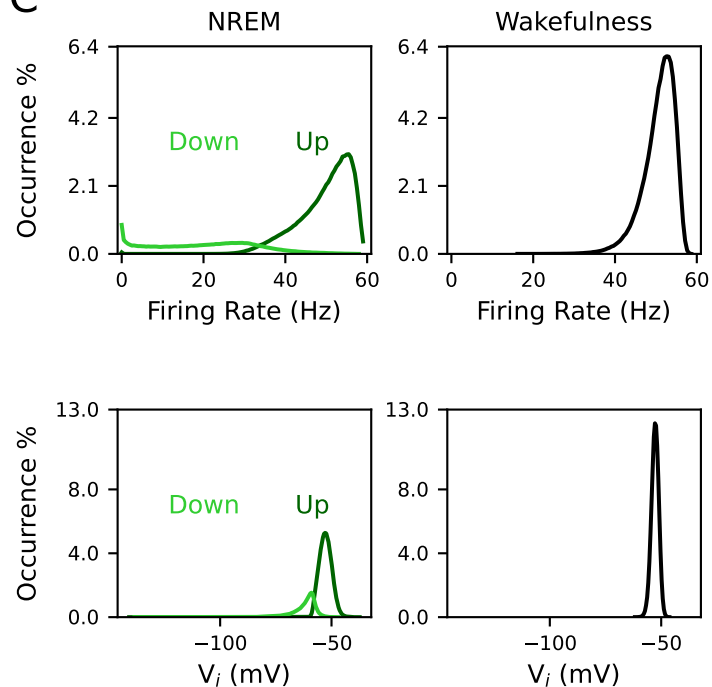 C
NREM Wakefulness
6.4 6.4
4.2 4.2
Down Up
2.1 2.1
0.0 0.0
Occurrence %
0 20 40 60 0 20 40 60
Firing Rate (Hz) Firing Rate (Hz)
13.0 13.0
8.0 8.0
Down Up
4.0 4.0
0.0 0.0
Occurrence %
−100 −50 −100 −50
V_i (mV) V_i (mV)